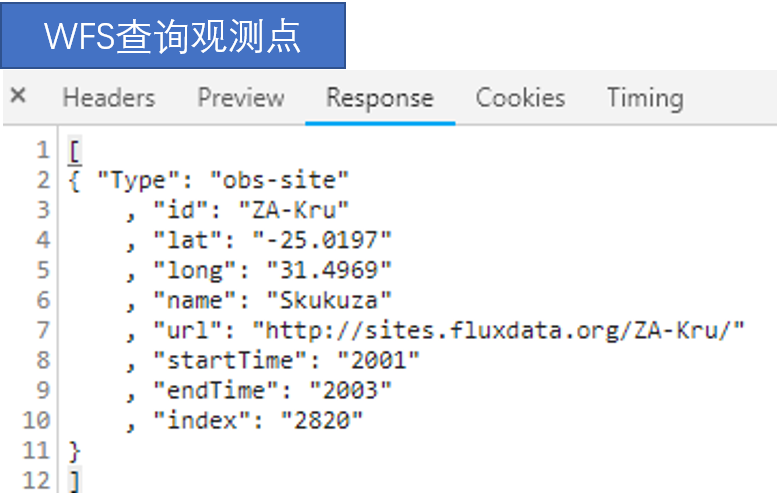 WFS查询观测点
× Headers Preview Response Cookies Timing
1 [
2 { "Type": "obs-site"
3 , "id": "ZA-Kru"
4 , "lat": "-25.0197"
5 , "long": "31.4969"
6 , "name": "Skukuza"
7 , "url": "http://sites.fluxdata.org/ZA-Kru/"
8 , "startTime": "2001"
9 , "endTime": "2003"
10 , "index": "2820"
11 }
12 ]